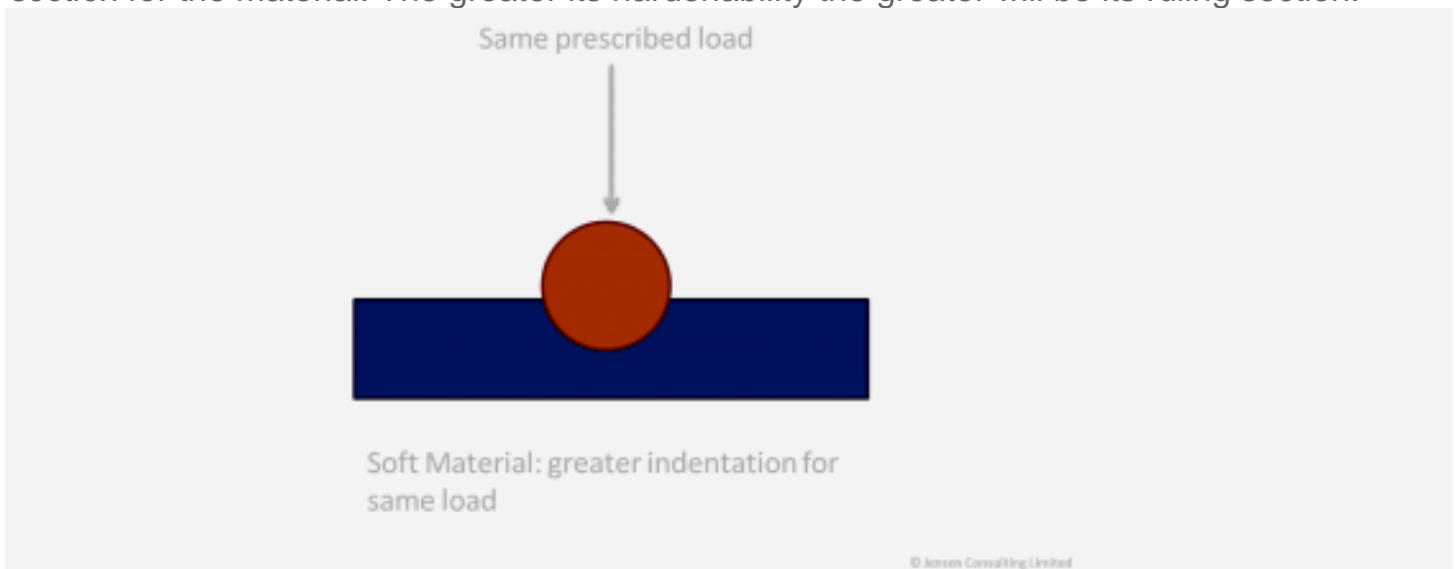 section for the material. The greater its hardenability the greater will be its ruling section.
Same prescribed load
Soft Material: greater indentation for
same load
© Jensen Consulting Limited